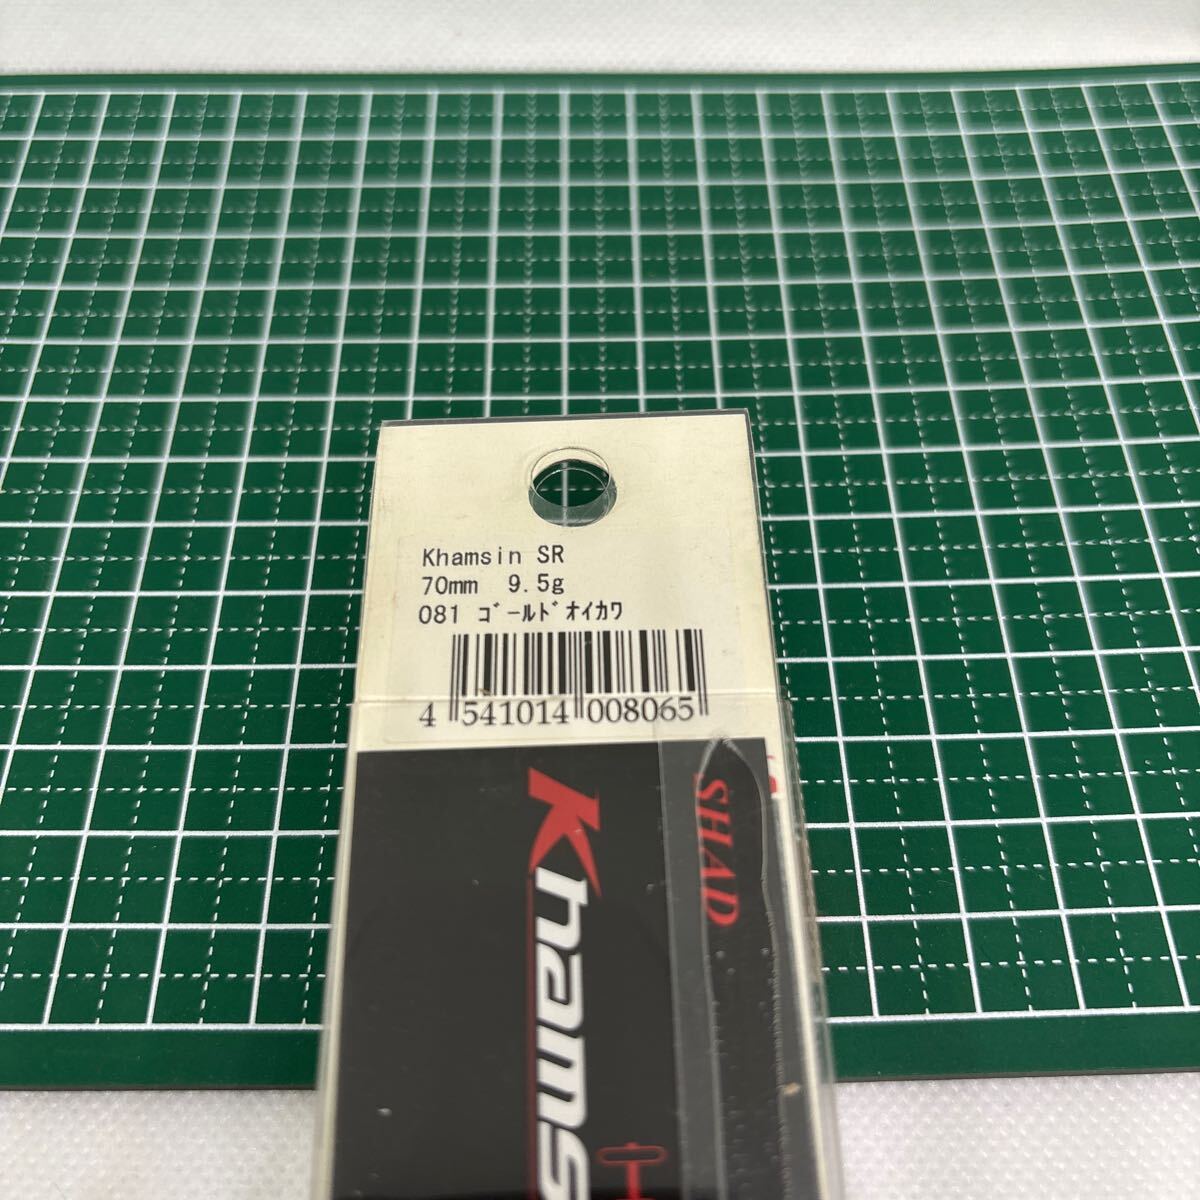 Khamsin SR
70mm 9.5g
081 ｺﾞｰﾙﾄﾞｵｲｶﾜ
4 541014 008065
SHAD
Khams